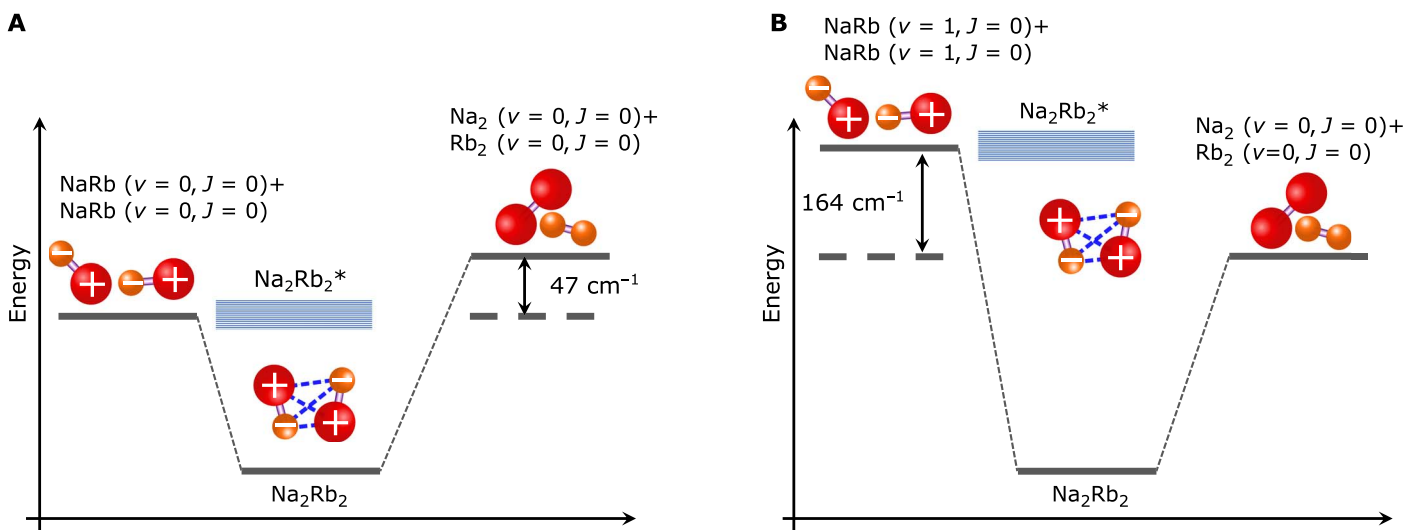 A
NaRb (v = 0, J = 0)+
NaRb (v = 0, J = 0)
Na₂ (v = 0, J = 0)+
Rb₂ (v = 0, J = 0)
Energy
+
−
−
+
Na₂Rb₂*
47 cm⁻¹
+
−
−
+
Na₂Rb₂
B
NaRb (v = 1, J = 0)+
NaRb (v = 1, J = 0)
Na₂Rb₂*
Na₂ (v = 0, J = 0)+
Rb₂ (v=0, J = 0)
Energy
−
+
−
+
164 cm⁻¹
+
−
−
+
Na₂Rb₂